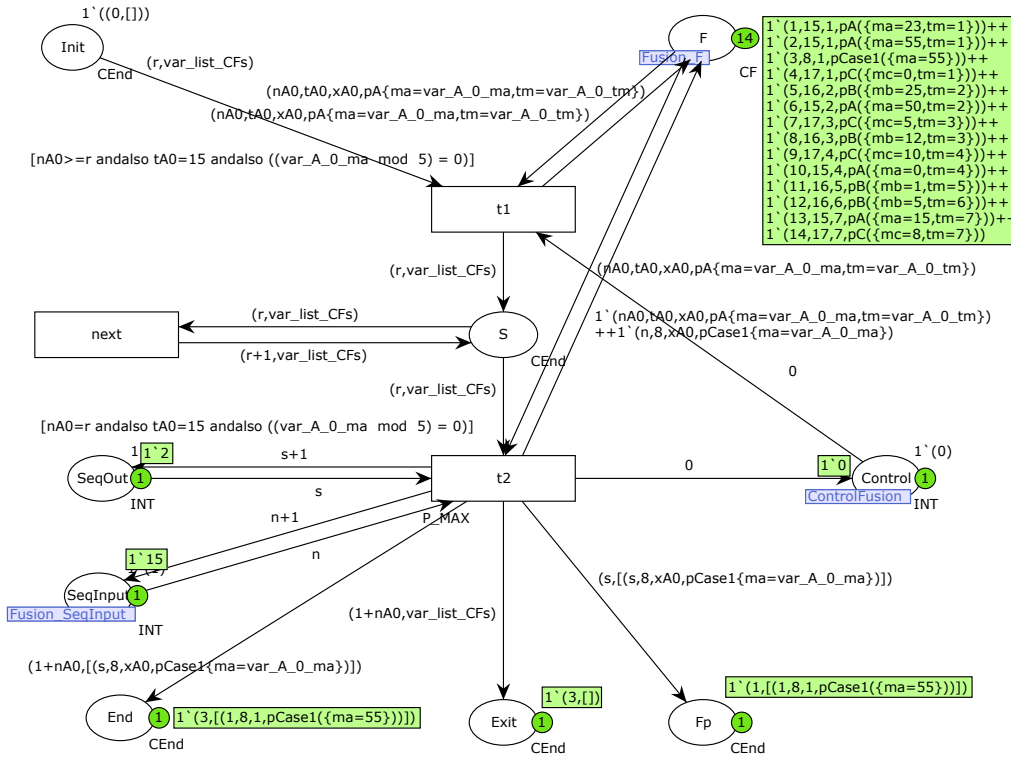 1`((0,[]))
Init
CEnd
(r,var_list_CFs)
F
14
Fusion_F
CF
1`(1,15,1,pA({ma=23,tm=1}))++
1`(2,15,1,pA({ma=55,tm=1}))++
1`(3,8,1,pCase1({ma=55}))++
1`(4,17,1,pC({mc=0,tm=1}))++
1`(5,16,2,pB({mb=25,tm=2}))++
1`(6,15,2,pA({ma=50,tm=2}))++
1`(7,17,3,pC({mc=5,tm=3}))++
1`(8,16,3,pB({mb=12,tm=3}))++
1`(9,17,4,pC({mc=10,tm=4}))++
1`(10,15,4,pA({ma=0,tm=4}))++
1`(11,16,5,pB({mb=1,tm=5}))++
1`(12,16,6,pB({mb=5,tm=6}))++
1`(13,15,7,pA({ma=15,tm=7}))+
1`(14,17,7,pC({mc=8,tm=7}))
(nA0,tA0,xA0,pA{ma=var_A_0_ma,tm=var_A_0_tm})
(nA0,tA0,xA0,pA{ma=var_A_0_ma,tm=var_A_0_tm})
[nA0>=r andalso tA0=15 andalso ((var_A_0_ma mod 5) = 0)]
t1
(r,var_list_CFs)
(nA0,tA0,xA0,pA{ma=var_A_0_ma,tm=var_A_0_tm})
1`(nA0,tA0,xA0,pA{ma=var_A_0_ma,tm=var_A_0_tm})
++1`(n,8,xA0,pCase1{ma=var_A_0_ma})
0
next
(r,var_list_CFs)
(r+1,var_list_CFs)
S
CEnd
(r,var_list_CFs)
[nA0=r andalso tA0=15 andalso ((var_A_0_ma mod 5) = 0)]
1
1`2
SeqOut
1
INT
s+1
s
t2
P_MAX
0
1`0
1`(0)
Control
1
ControlFusion
INT
n+1
n
1`15
SeqInput
1
Fusion_SeqInput
INT
(s,[(s,8,xA0,pCase1{ma=var_A_0_ma})])
(1+nA0,var_list_CFs)
(1+nA0,[(s,8,xA0,pCase1{ma=var_A_0_ma})])
End
1
1`(3,[(1,8,1,pCase1({ma=55}))])
CEnd
Exit
1
1`(3,[])
CEnd
Fp
1
1`(1,[(1,8,1,pCase1({ma=55}))])
CEnd